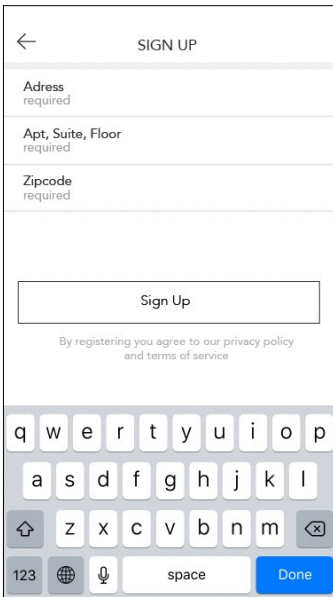 SIGN UP
Adress
required
Apt, Suite, Floor
required
Zipcode
required
Sign Up
By registering you agree to our privacy policy
and terms of service
q w e r t y u i o p
a s d f g h j k l
z x c v b n m
123 space Done